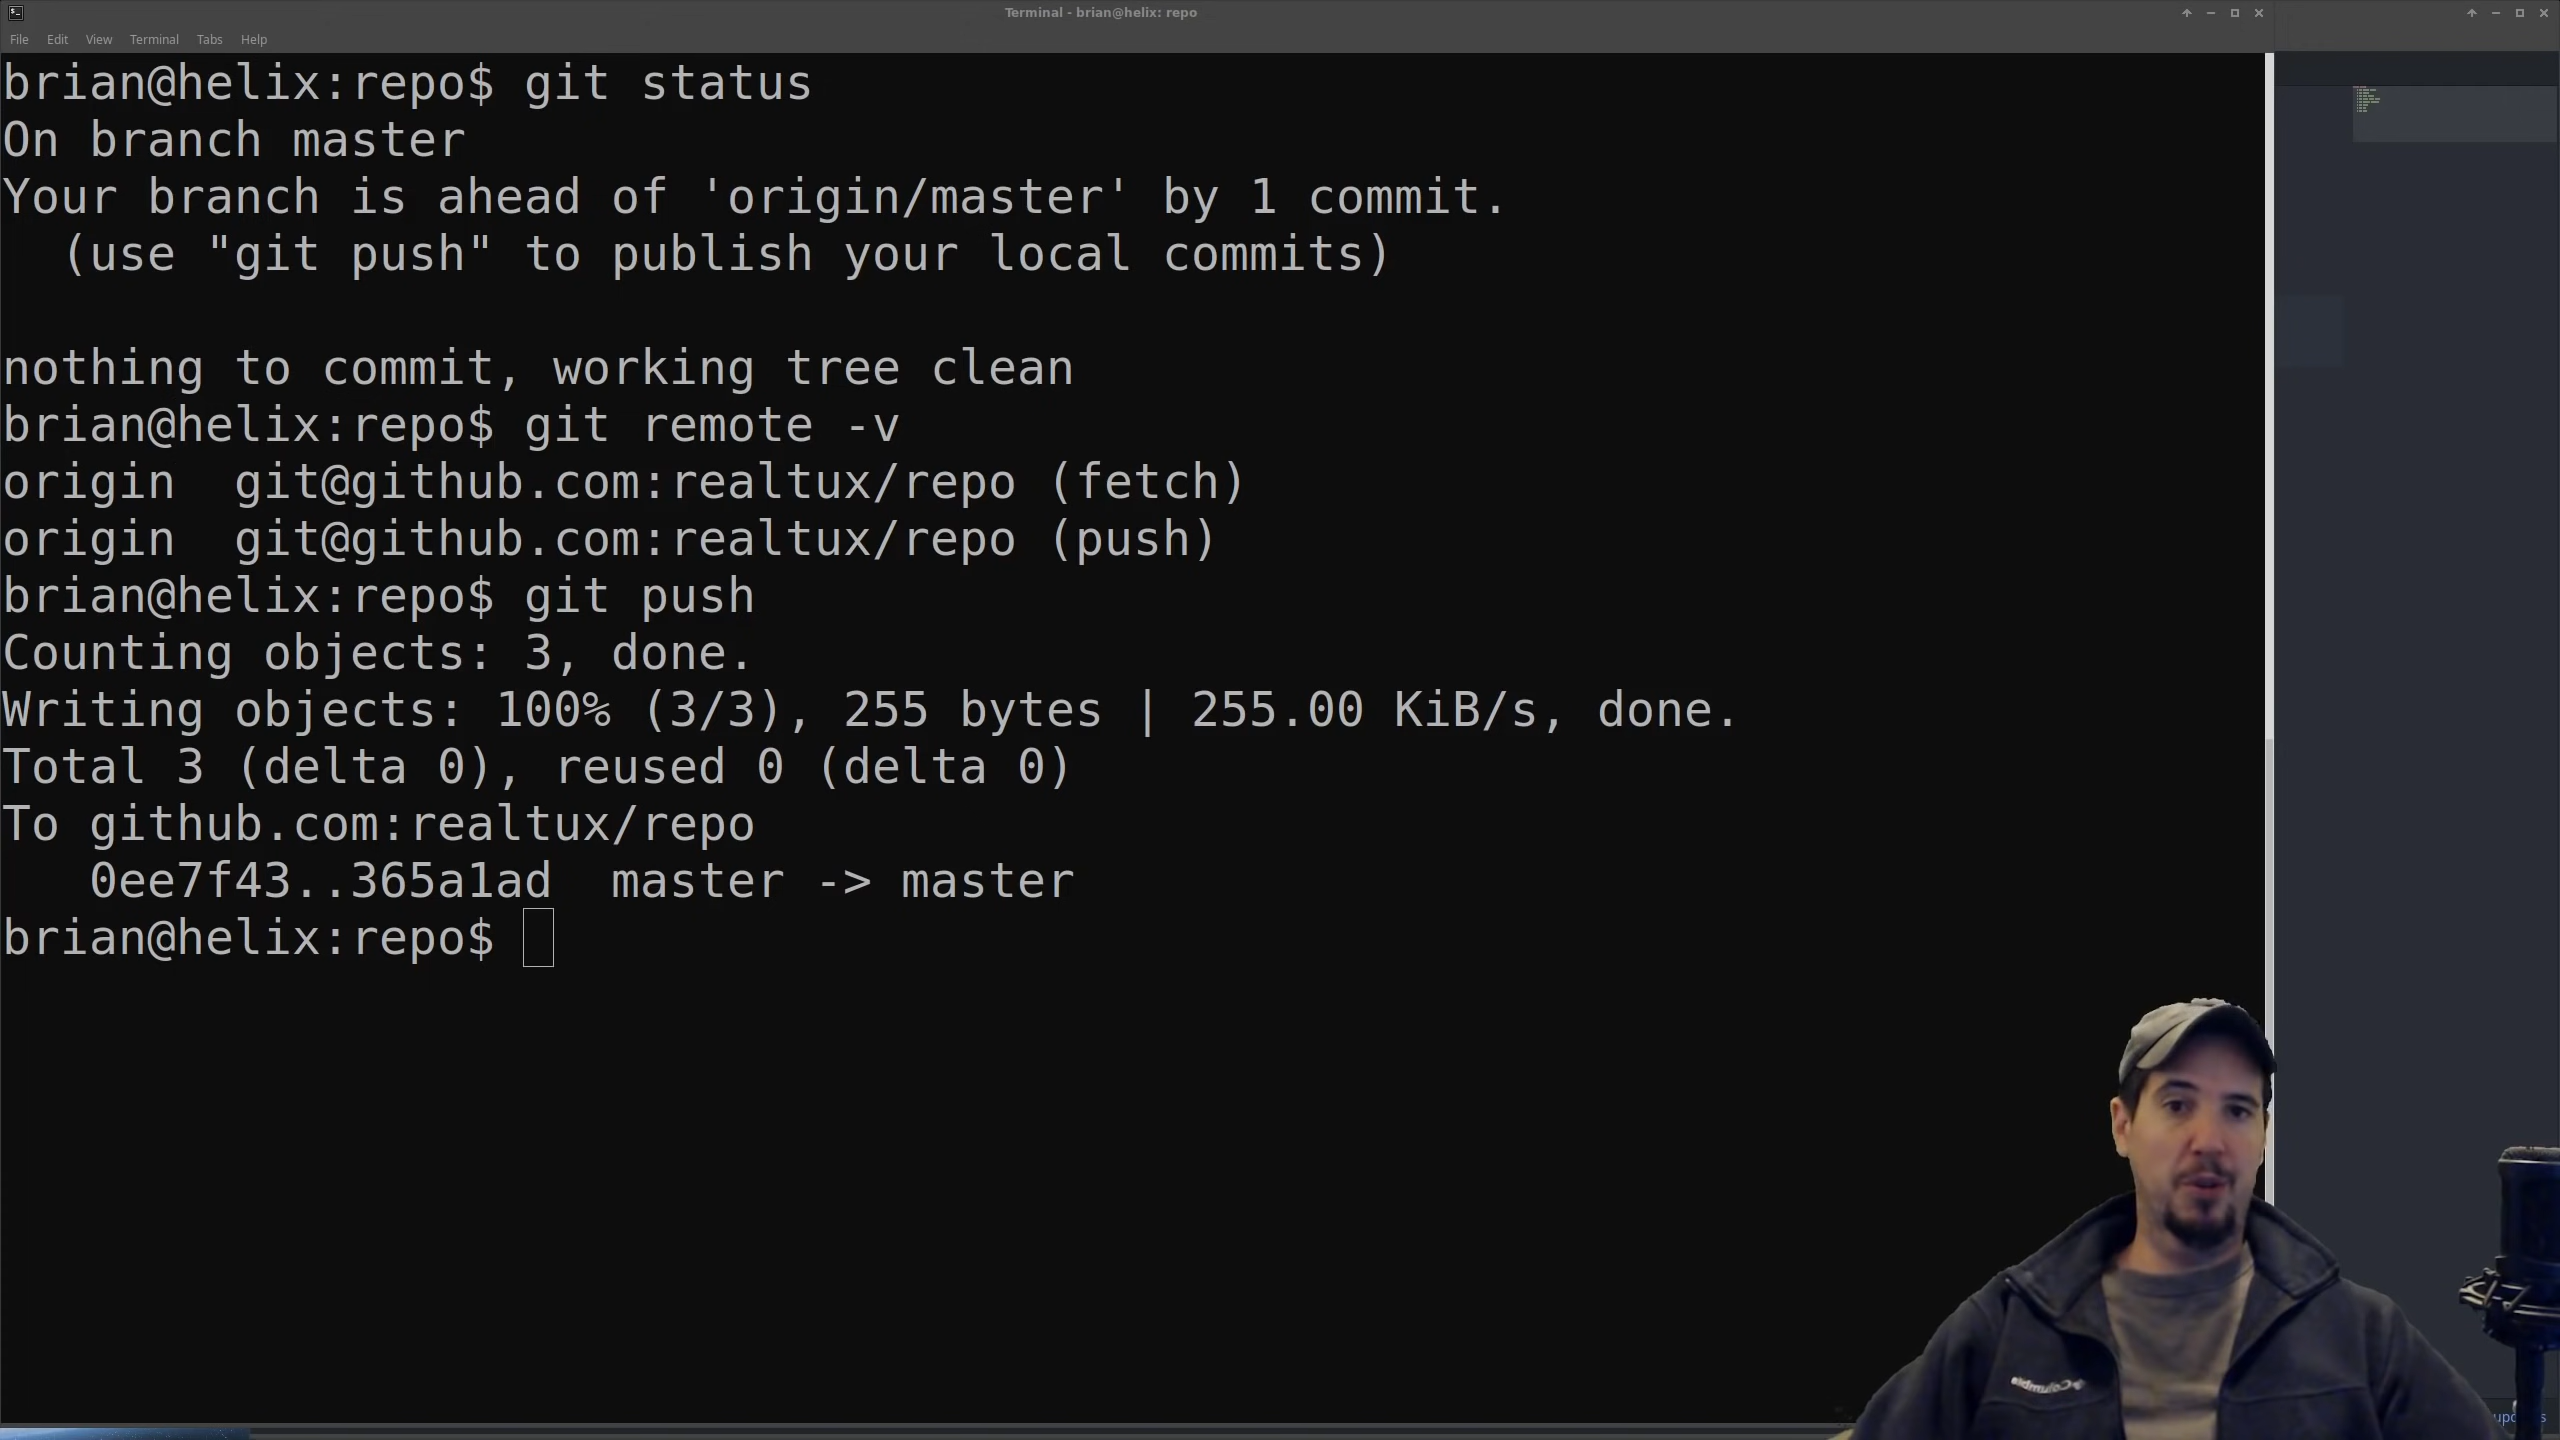 Terminal - brian@helix: repo
File Edit View Terminal Tabs Help
brian@helix:repo$ git status
On branch master
Your branch is ahead of 'origin/master' by 1 commit.
  (use "git push" to publish your local commits)
nothing to commit, working tree clean
brian@helix:repo$ git remote -v
origin  git@github.com:realtux/repo (fetch)
origin  git@github.com:realtux/repo (push)
brian@helix:repo$ git push
Counting objects: 3, done.
Writing objects: 100% (3/3), 255 bytes | 255.00 KiB/s, done.
Total 3 (delta 0), reused 0 (delta 0)
To github.com:realtux/repo
   0ee7f43..365a1ad  master -> master
brian@helix:repo$